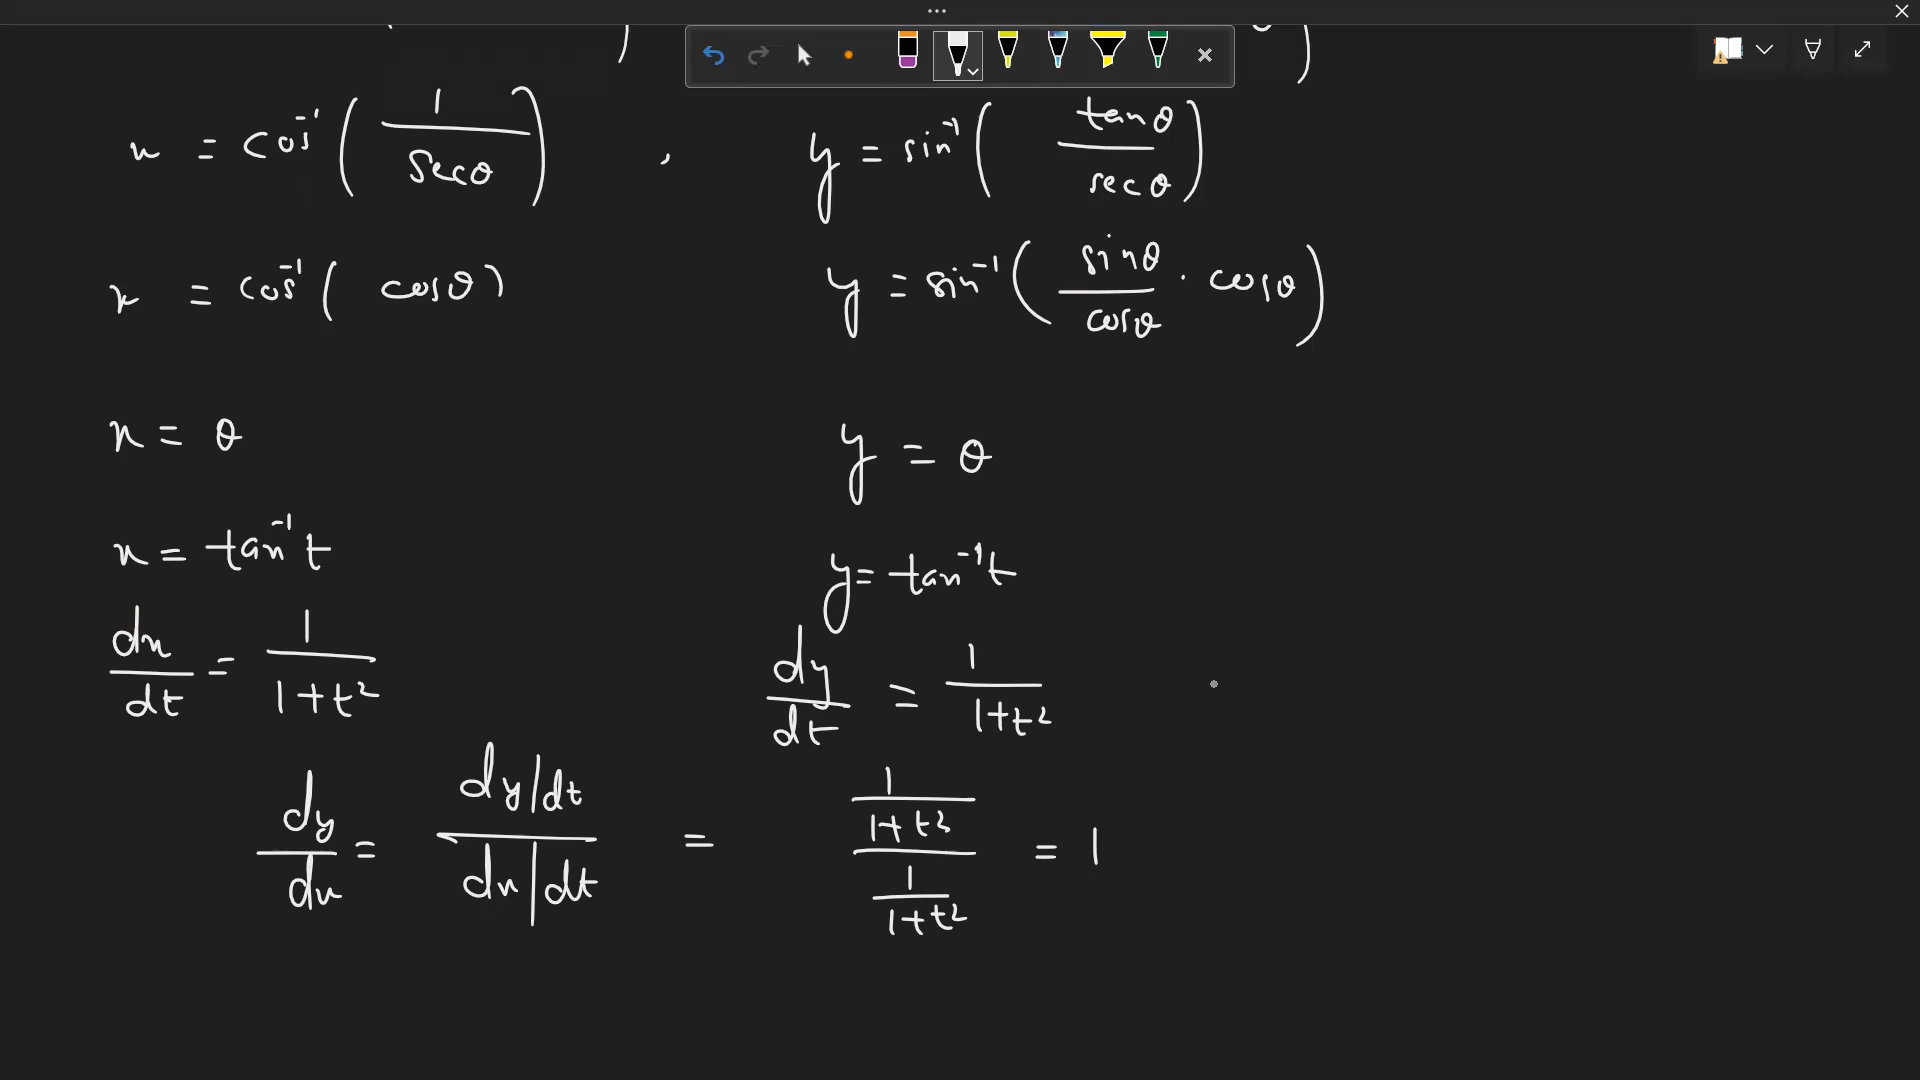 x = cos⁻¹ ( 1 / secθ ) , y = sin⁻¹ ( tanθ / secθ )
x = cos⁻¹ ( cosθ ) y = sin⁻¹ ( sinθ / cosθ · cosθ )
x = θ y = θ
x = tan⁻¹t y = tan⁻¹t
dx/dt = 1 / 1+t² dy/dt = 1 / 1+t²
dy/dx = dy/dt / dx/dt = 1 / 1+t² / 1 / 1+t² = 1